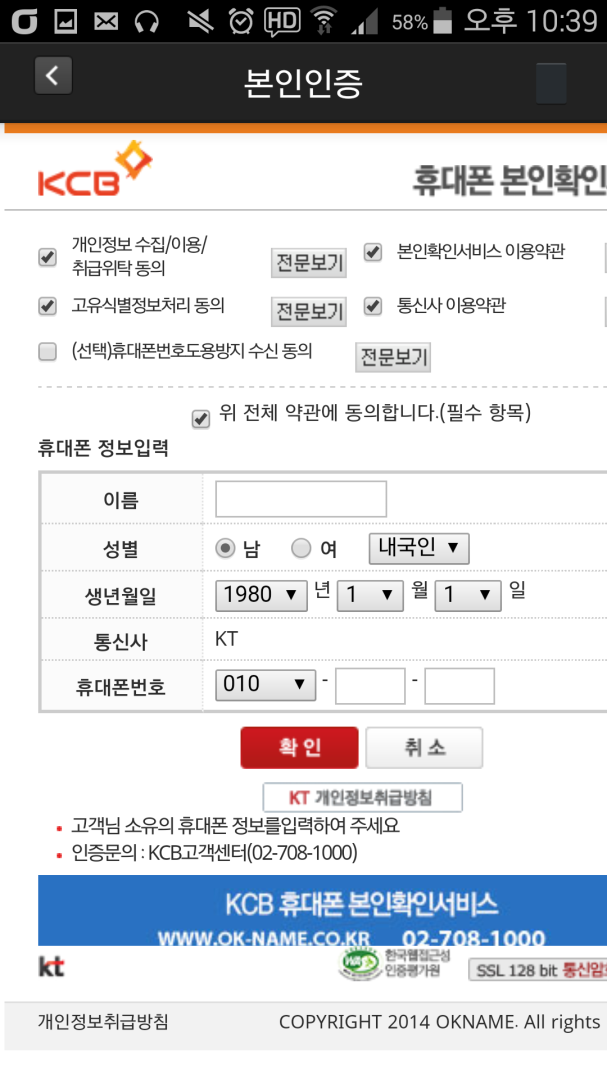 HD 58% 오후 10:39
본인인증
KCB
휴대폰 본인확인
개인정보 수집/이용/
취급위탁 동의
전문보기
본인확인서비스 이용약관
고유식별정보처리 동의
전문보기
통신사 이용약관
(선택)휴대폰번호도용방지 수신 동의
전문보기
위 전체 약관에 동의합니다.(필수 항목)
휴대폰 정보입력
이름
성별 남 여 내국인 ▼
생년월일 1980 ▼ 년 1 ▼ 월 1 ▼ 일
통신사 KT
휴대폰번호 010 ▼ - -
확인 취소
KT 개인정보취급방침
• 고객님 소유의 휴대폰 정보를입력하여 주세요
• 인증문의 : KCB고객센터(02-708-1000)
KCB 휴대폰 본인확인서비스
WWW.OK-NAME.CO.KR 02-708-1000
kt
한국웹접근성
인증평가원
SSL 128 bit 통신암
개인정보취급방침 COPYRIGHT 2014 OKNAME. All rights